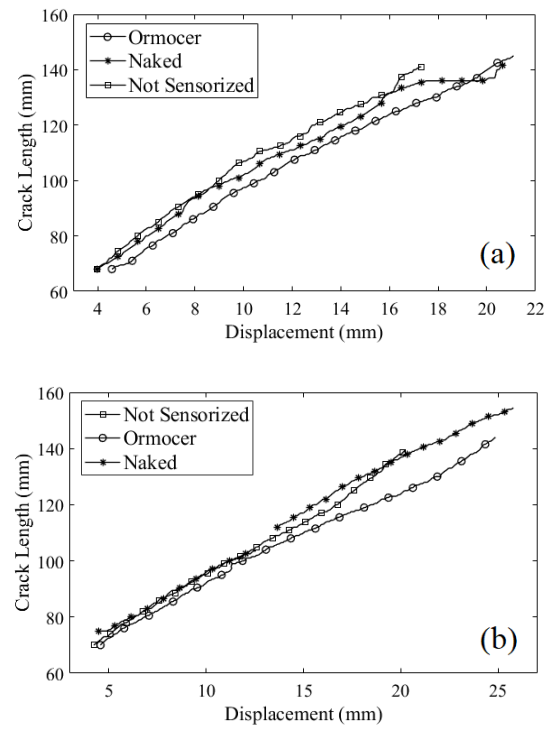 160
140
120
100
80
60
Crack Length (mm)
Ormocer
Naked
Not Sensorized
(a)
4 6 8 10 12 14 16 18 20 22
Displacement (mm)
160
140
120
100
80
60
Crack Length (mm)
Not Sensorized
Ormocer
Naked
(b)
5 10 15 20 25
Displacement (mm)